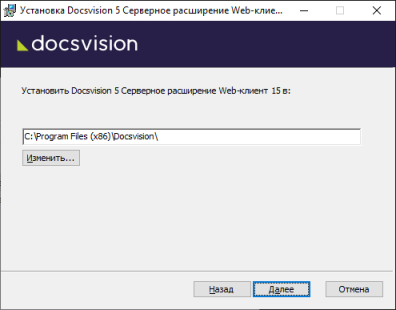 Установка Docsvision 5 Серверное расширение Web-клие...
docsvision
Установить Docsvision 5 Серверное расширение Web-клиент 15 в:
C:\Program Files (x86)\Docsvision\
Изменить...
Назад
Далее
Отмена